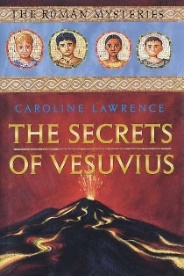 THE ROMAN MYSTERIES
CAROLINE LAWRENCE
THE SECRETS
OF VESUVIUS